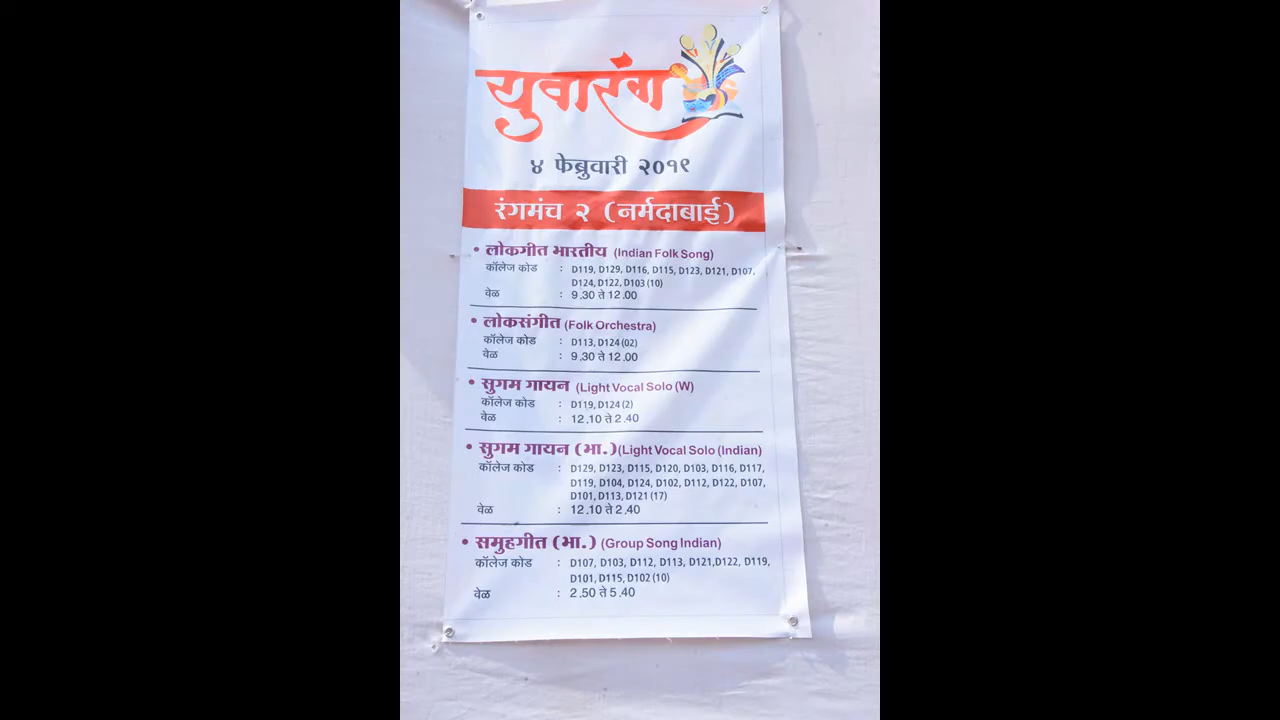 युवारंग
४ फेब्रुवारी २०१९
रंगमंच २ (नर्मदाबाई)
• लोकगीत भारतीय (Indian Folk Song)
कॉलेज कोड : D119, D129, D116, D115, D123, D121, D107,
D124, D122, D103 (10)
वेळ : 9.30 ते 12.00
• लोकसंगीत (Folk Orchestra)
कॉलेज कोड : D113, D124 (02)
वेळ : 9.30 ते 12.00
• सुगम गायन (Light Vocal Solo (W)
कॉलेज कोड : D119, D124 (2)
वेळ : 12.10 ते 2.40
• सुगम गायन (भा.) (Light Vocal Solo (Indian)
कॉलेज कोड : D129, D123, D115, D120, D103, D116, D117,
D119, D104, D124, D102, D112, D122, D107,
D101, D113, D121 (17)
वेळ : 12.10 ते 2.40
• समुहगीत (भा.) (Group Song Indian)
कॉलेज कोड : D107, D103, D112, D113, D121,D122, D119,
D101, D115, D102 (10)
वेळ : 2.50 ते 5.40